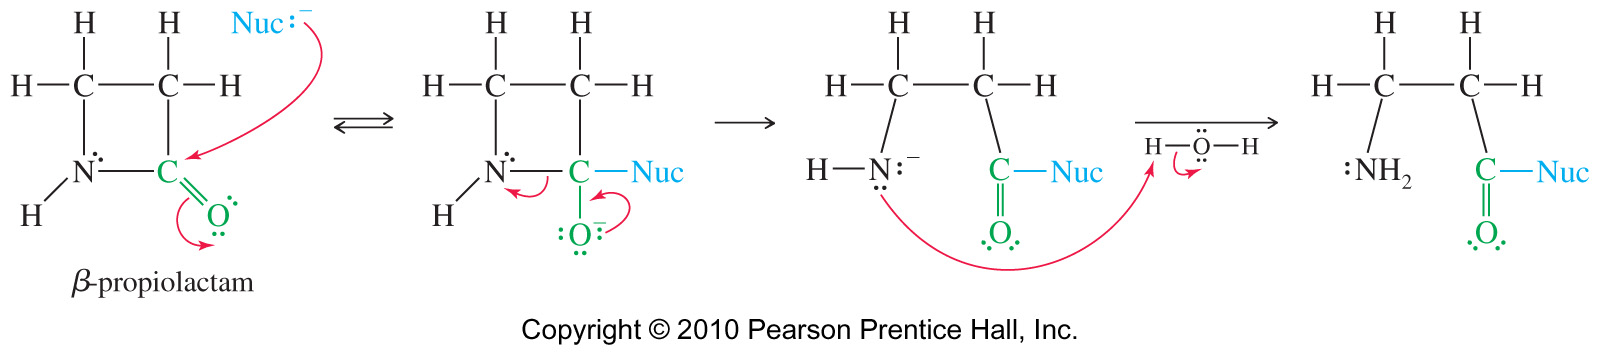 H H Nuc:⁻ H H H H H H
H—C—C—H H—C—C—H H—C—C—H H—C—C—H
H—Ö—H
N̈—C N̈—C—Nuc H—N̈:⁻ C—Nuc :NH₂ C—Nuc
H O H :O:⁻ O O
β-propiolactam
Copyright © 2010 Pearson Prentice Hall, Inc.